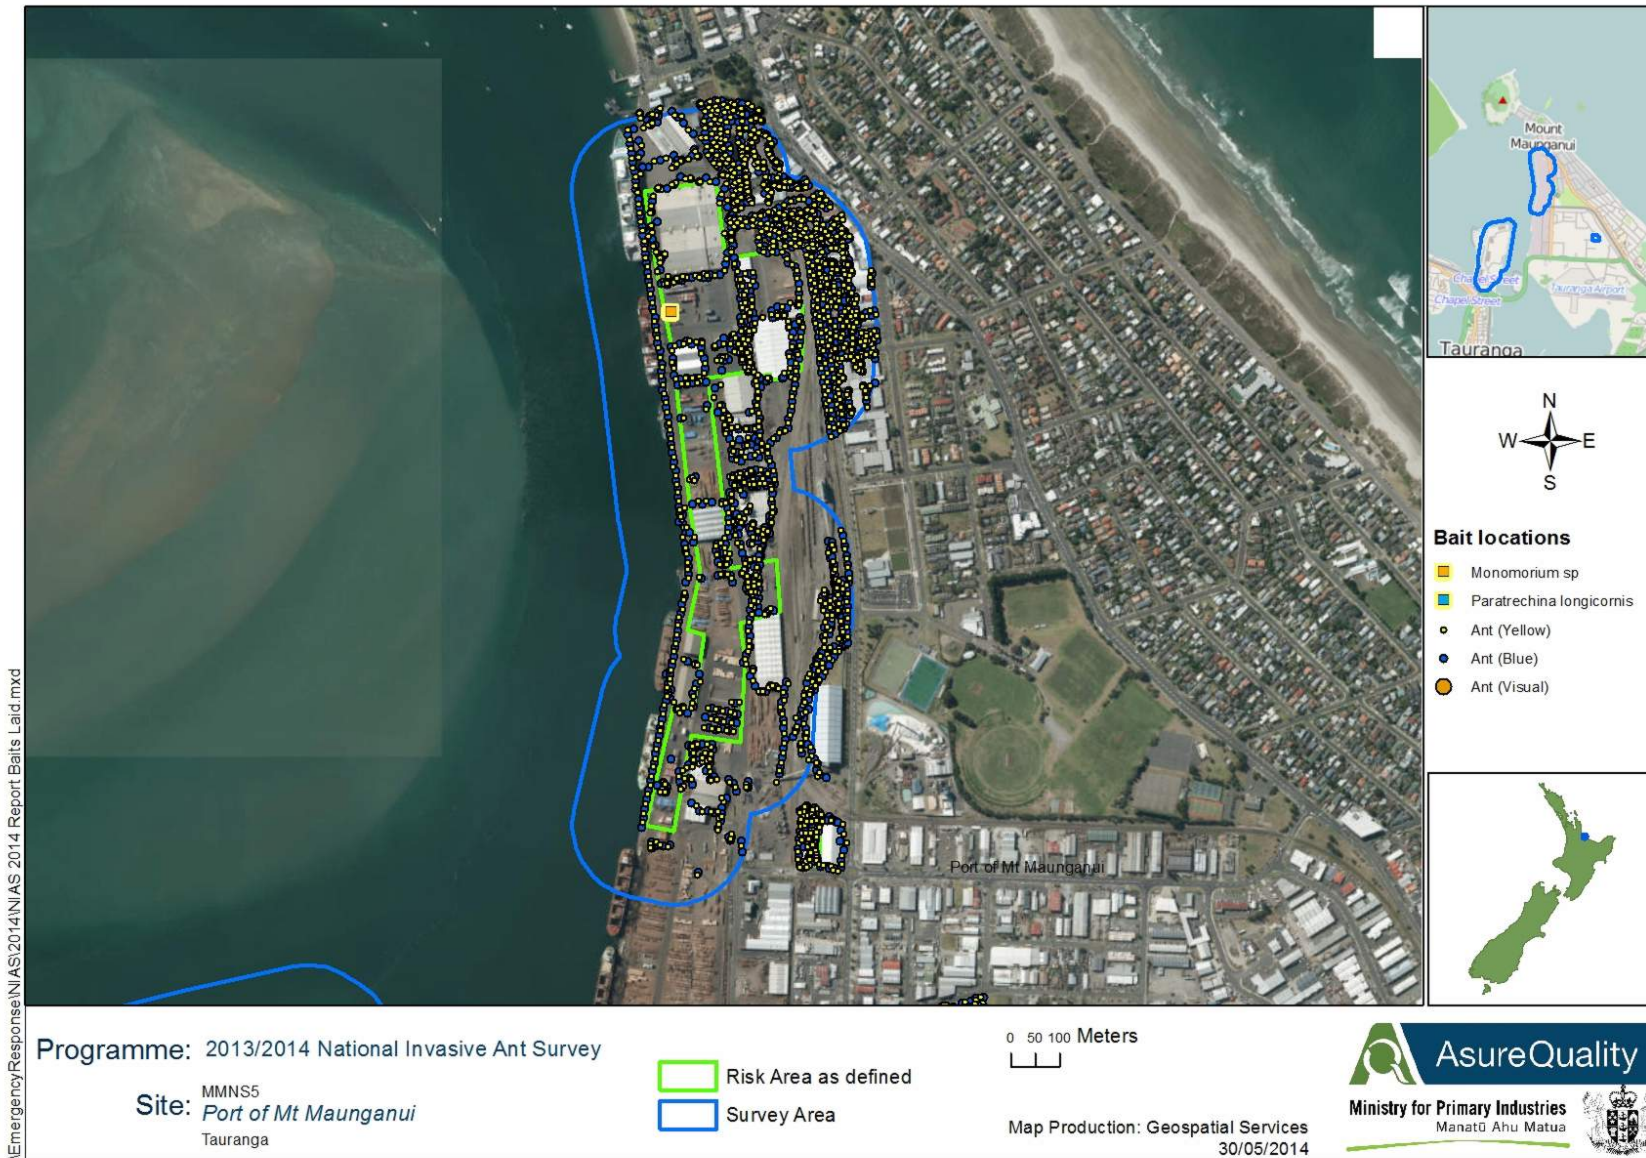 Port of Mt Maunganui
Mount
Maunganui
Chapel Street
Chapel Street
Tauranga Airport
Tauranga
N
W E
S
Bait locations
Monomorium sp
Paratrechina longicornis
Ant (Yellow)
Ant (Blue)
Ant (Visual)
\EmergencyResponse\NIAS\2014\NIAS 2014 Report Baits Laid.mxd
Programme: 2013/2014 National Invasive Ant Survey
Site: MMNS5
Port of Mt Maunganui
Tauranga
Risk Area as defined
Survey Area
0 50 100 Meters
Map Production: Geospatial Services
30/05/2014
AsureQuality
Ministry for Primary Industries
Manatū Ahu Matua